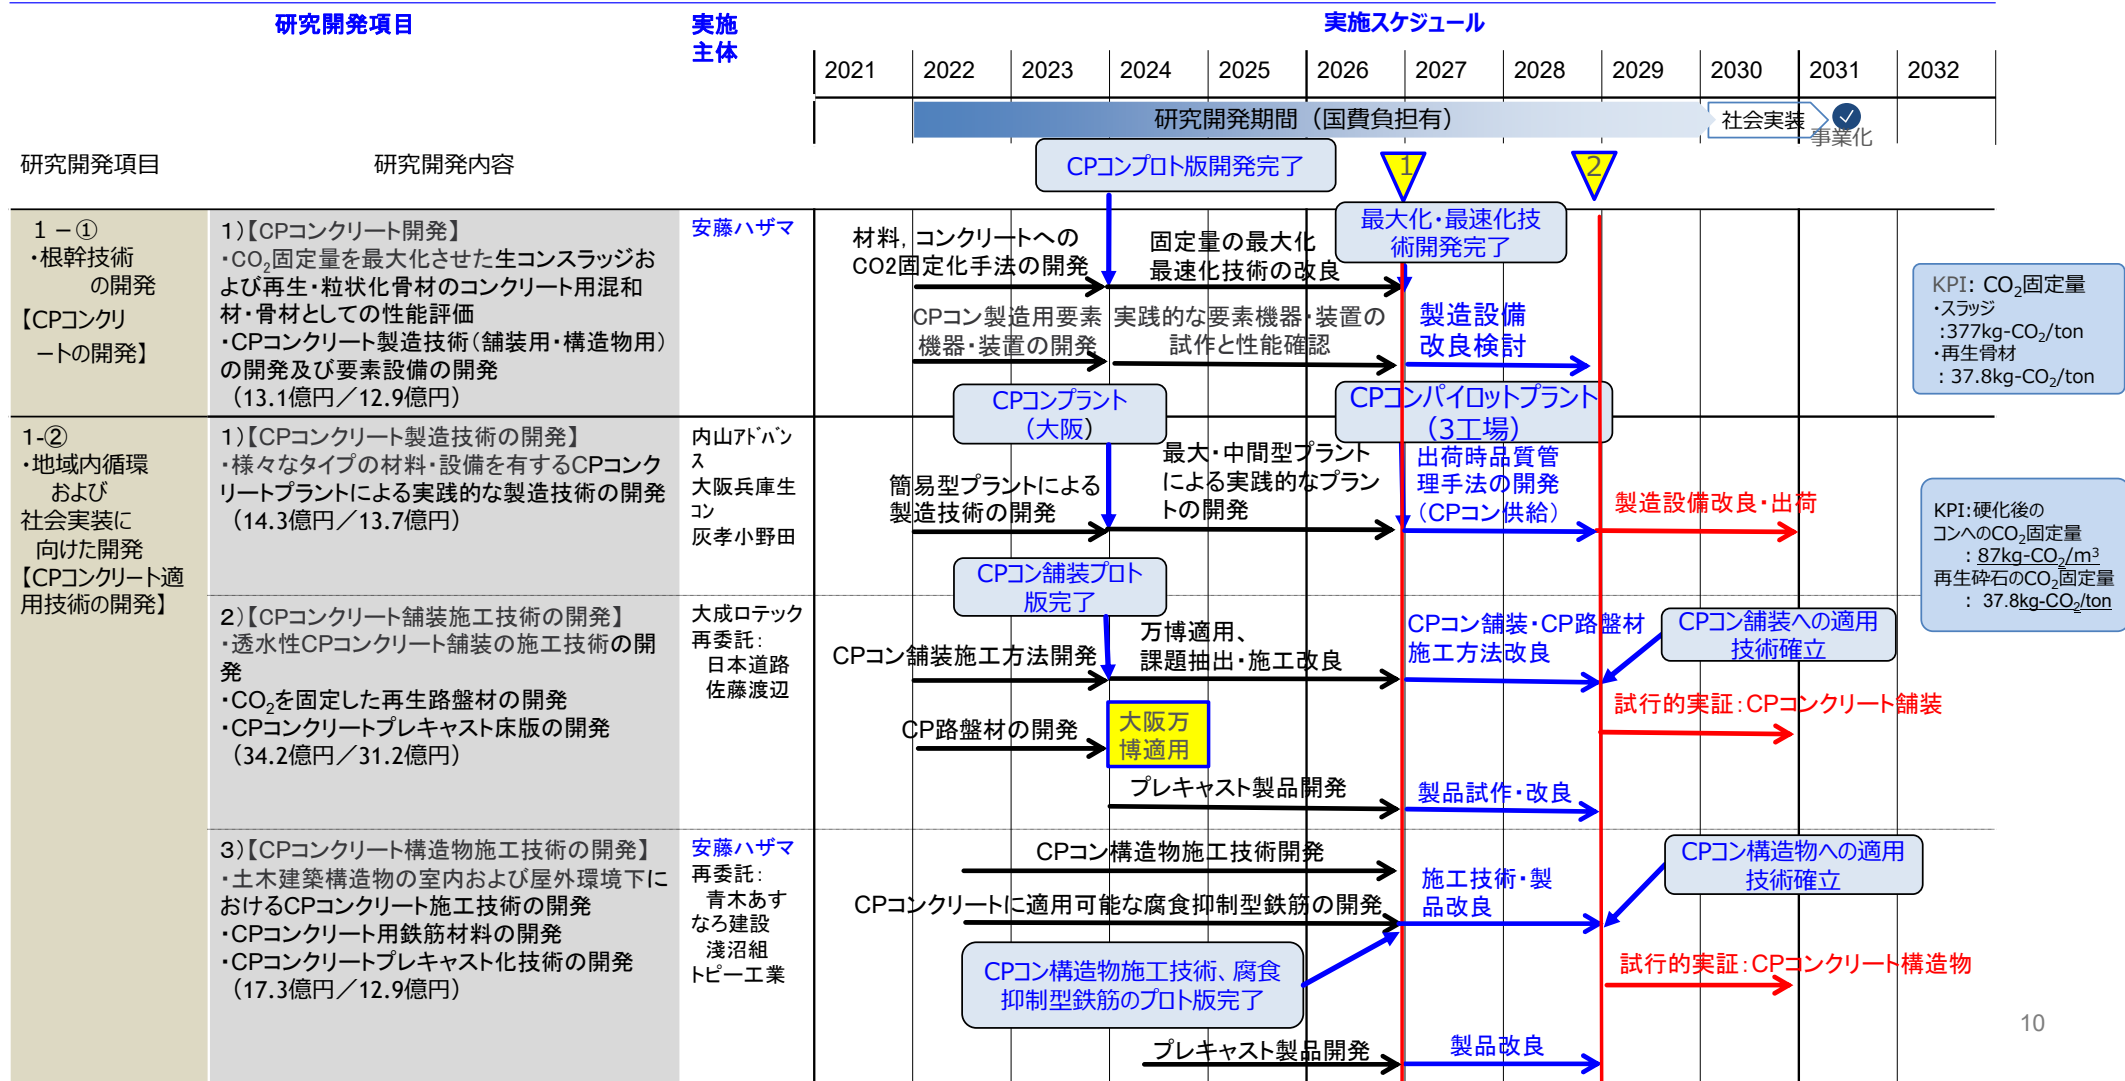 研究開発項目
実施
主体
実施スケジュール
2021 2022 2023 2024 2025 2026 2027 2028 2029 2030 2031 2032
研究開発期間（国費負担有）
社会実装
事業化
研究開発項目
研究開発内容
CPコンプロト版開発完了
1
2
1－①
・根幹技術
の開発
【CPコンクリ
ートの開発】
1）【CPコンクリート開発】
・CO2固定量を最大化させた生コンスラッジお
よび再生・粒状化骨材のコンクリート用混和
材・骨材としての性能評価
・CPコンクリート製造技術（舗装用・構造物用）
の開発及び要素設備の開発
（13.1億円／12.9億円）
安藤ハザマ
材料，コンクリートへの
CO2固定化手法の開発
固定量の最大化
最速化技術の改良
最大化・最速化技
術開発完了
CPコン製造用要素
機器・装置の開発
実践的な要素機器・装置の
試作と性能確認
製造設備
改良検討
KPI：CO2固定量
・スラッジ
：377kg-CO2/ton
・再生骨材
：37.8kg-CO2/ton
1-②
・地域内循環
および
社会実装に
向けた開発
【CPコンクリート適
用技術の開発】
1）【CPコンクリート製造技術の開発】
・様々なタイプの材料・設備を有するCPコンク
リートプラントによる実践的な製造技術の開発
（14.3億円／13.7億円）
内山アドバン
ス
大阪兵庫生
コン
灰孝小野田
CPコンプラント
（大阪）
CPコンパイロットプラント
（3工場）
簡易型プラントによる
製造技術の開発
最大・中間型プラント
による実践的なプラン
トの開発
出荷時品質管
理手法の開発
（CPコン供給）
製造設備改良・出荷
KPI：硬化後の
コンへのCO2固定量
：87kg-CO2/m3
再生砕石のCO2固定量
：37.8kg-CO2/ton
2）【CPコンクリート舗装施工技術の開発】
・透水性CPコンクリート舗装の施工技術の開
発
・CO2を固定した再生路盤材の開発
・CPコンクリートプレキャスト床版の開発
（34.2億円／31.2億円）
大成ロテック
再委託：
日本道路
佐藤渡辺
CPコン舗装プロト
版完了
CPコン舗装施工方法開発
万博適用、
課題抽出・施工改良
CPコン舗装・CP路盤材
施工方法改良
CPコン舗装への適用
技術確立
CP路盤材の開発
大阪万
博適用
試行的実証：CPコンクリート舗装
プレキャスト製品開発
製品試作・改良
3）【CPコンクリート構造物施工技術の開発】
・土木建築構造物の室内および屋外環境下に
おけるCPコンクリート施工技術の開発
・CPコンクリート用鉄筋材料の開発
・CPコンクリートプレキャスト化技術の開発
（17.3億円／12.9億円）
安藤ハザマ
再委託：
青木あす
なろ建設
淺沼組
トピー工業
CPコン構造物施工技術開発
CPコンクリートに適用可能な腐食抑制型鉄筋の開発
施工技術・製
品改良
CPコン構造物への適用
技術確立
CPコン構造物施工技術、腐食
抑制型鉄筋のプロト版完了
試行的実証：CPコンクリート構造物
プレキャスト製品開発
製品改良
10